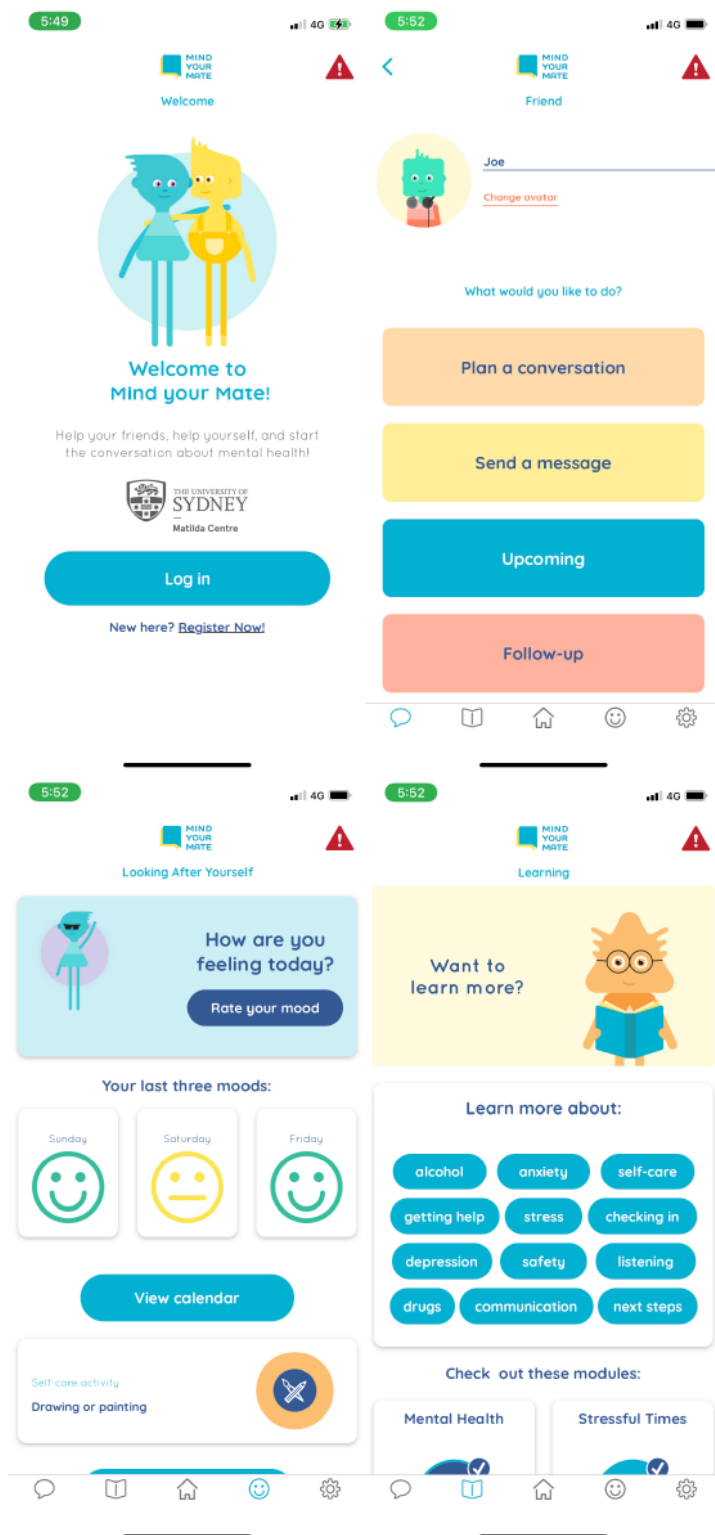 5:49
4G
MIND
YOUR
MATE
Welcome
Welcome to
Mind your Mate!
Help your friends, help yourself, and start
the conversation about mental health!
THE UNIVERSITY OF
SYDNEY
Matilda Centre
Log in
New here? Register Now!
5:52
4G
MIND
YOUR
MATE
Friend
Joe
Change avatar
What would you like to do?
Plan a conversation
Send a message
Upcoming
Follow-up
5:52
4G
MIND
YOUR
MATE
Looking After Yourself
How are you
feeling today?
Rate your mood
Your last three moods:
Sunday Saturday Friday
View calendar
Self-care activity
Drawing or painting
5:52
4G
MIND
YOUR
MATE
Learning
Want to
learn more?
Learn more about:
alcohol anxiety self-care
getting help stress checking in
depression safety listening
drugs communication next steps
Check out these modules:
Mental Health Stressful Times